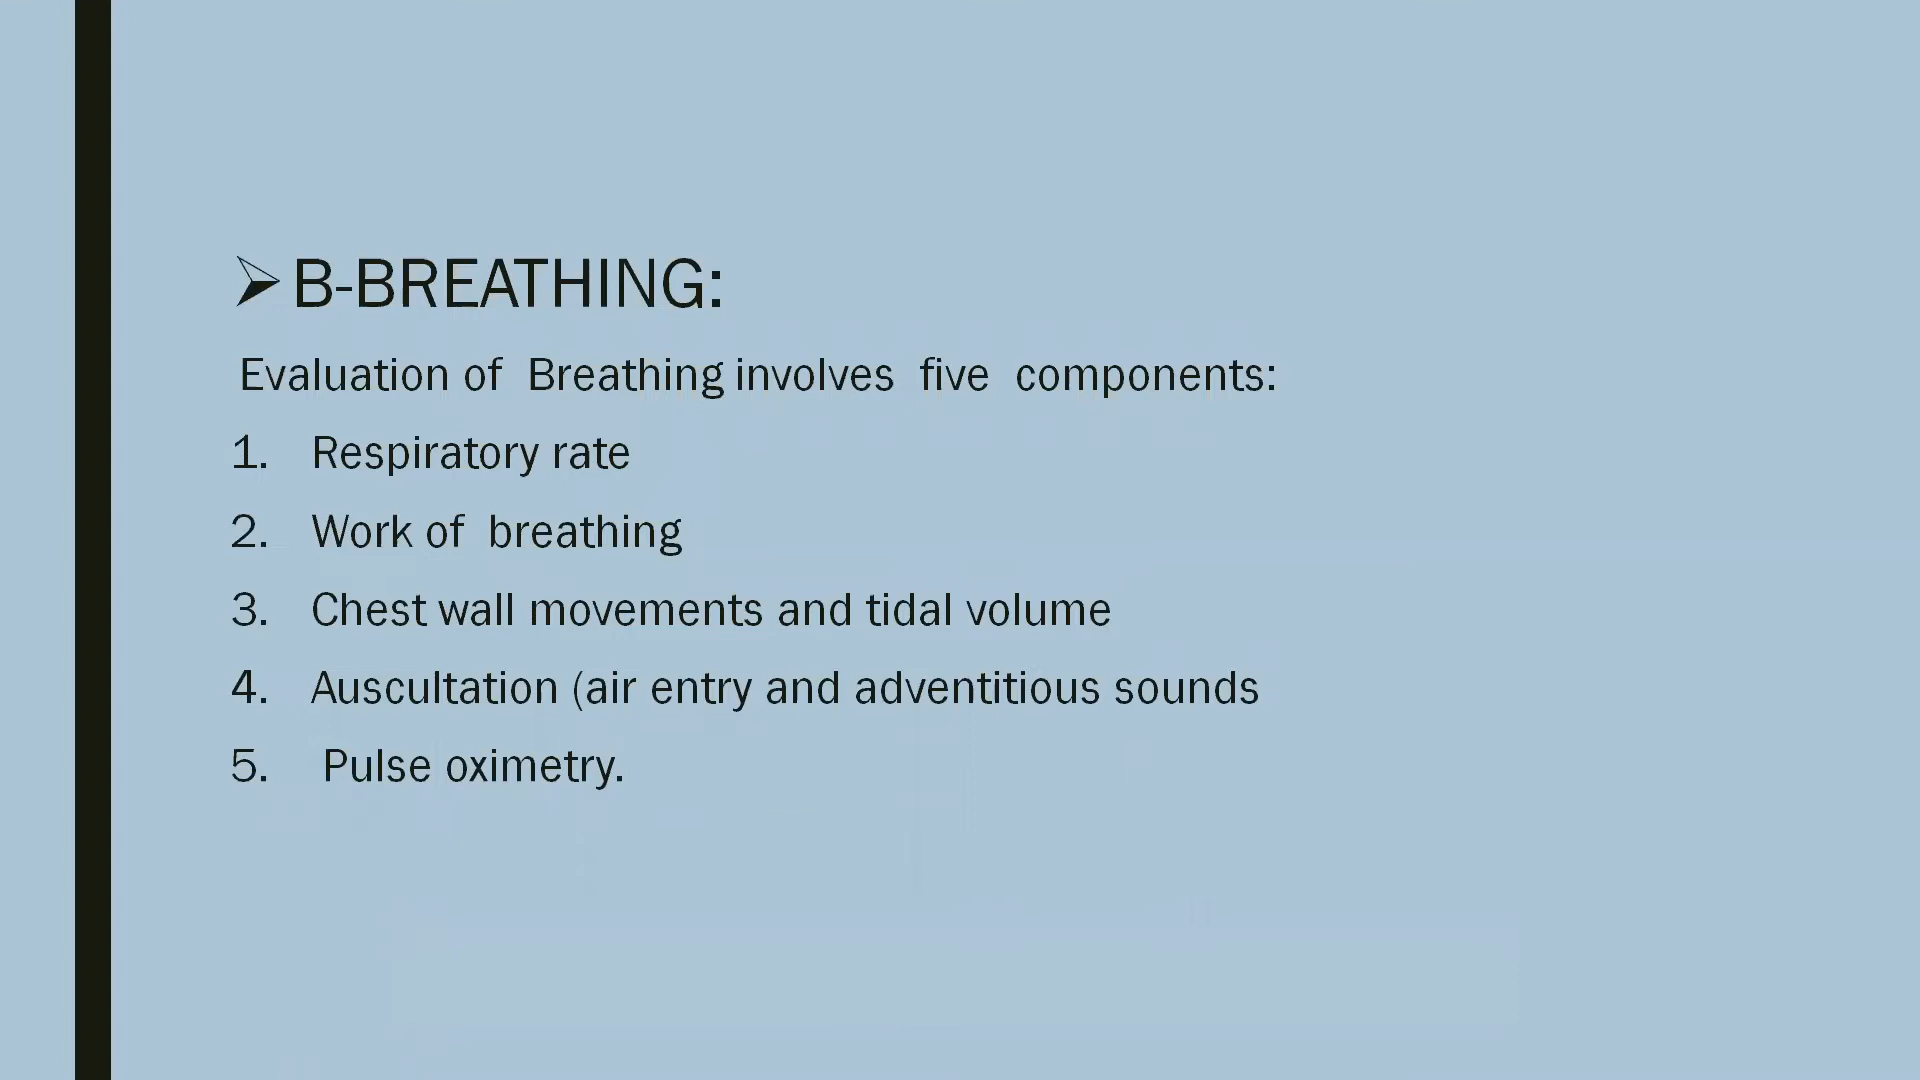 ➢B-BREATHING:
Evaluation of Breathing involves five components:
1. Respiratory rate
2. Work of breathing
3. Chest wall movements and tidal volume
4. Auscultation (air entry and adventitious sounds
5. Pulse oximetry.